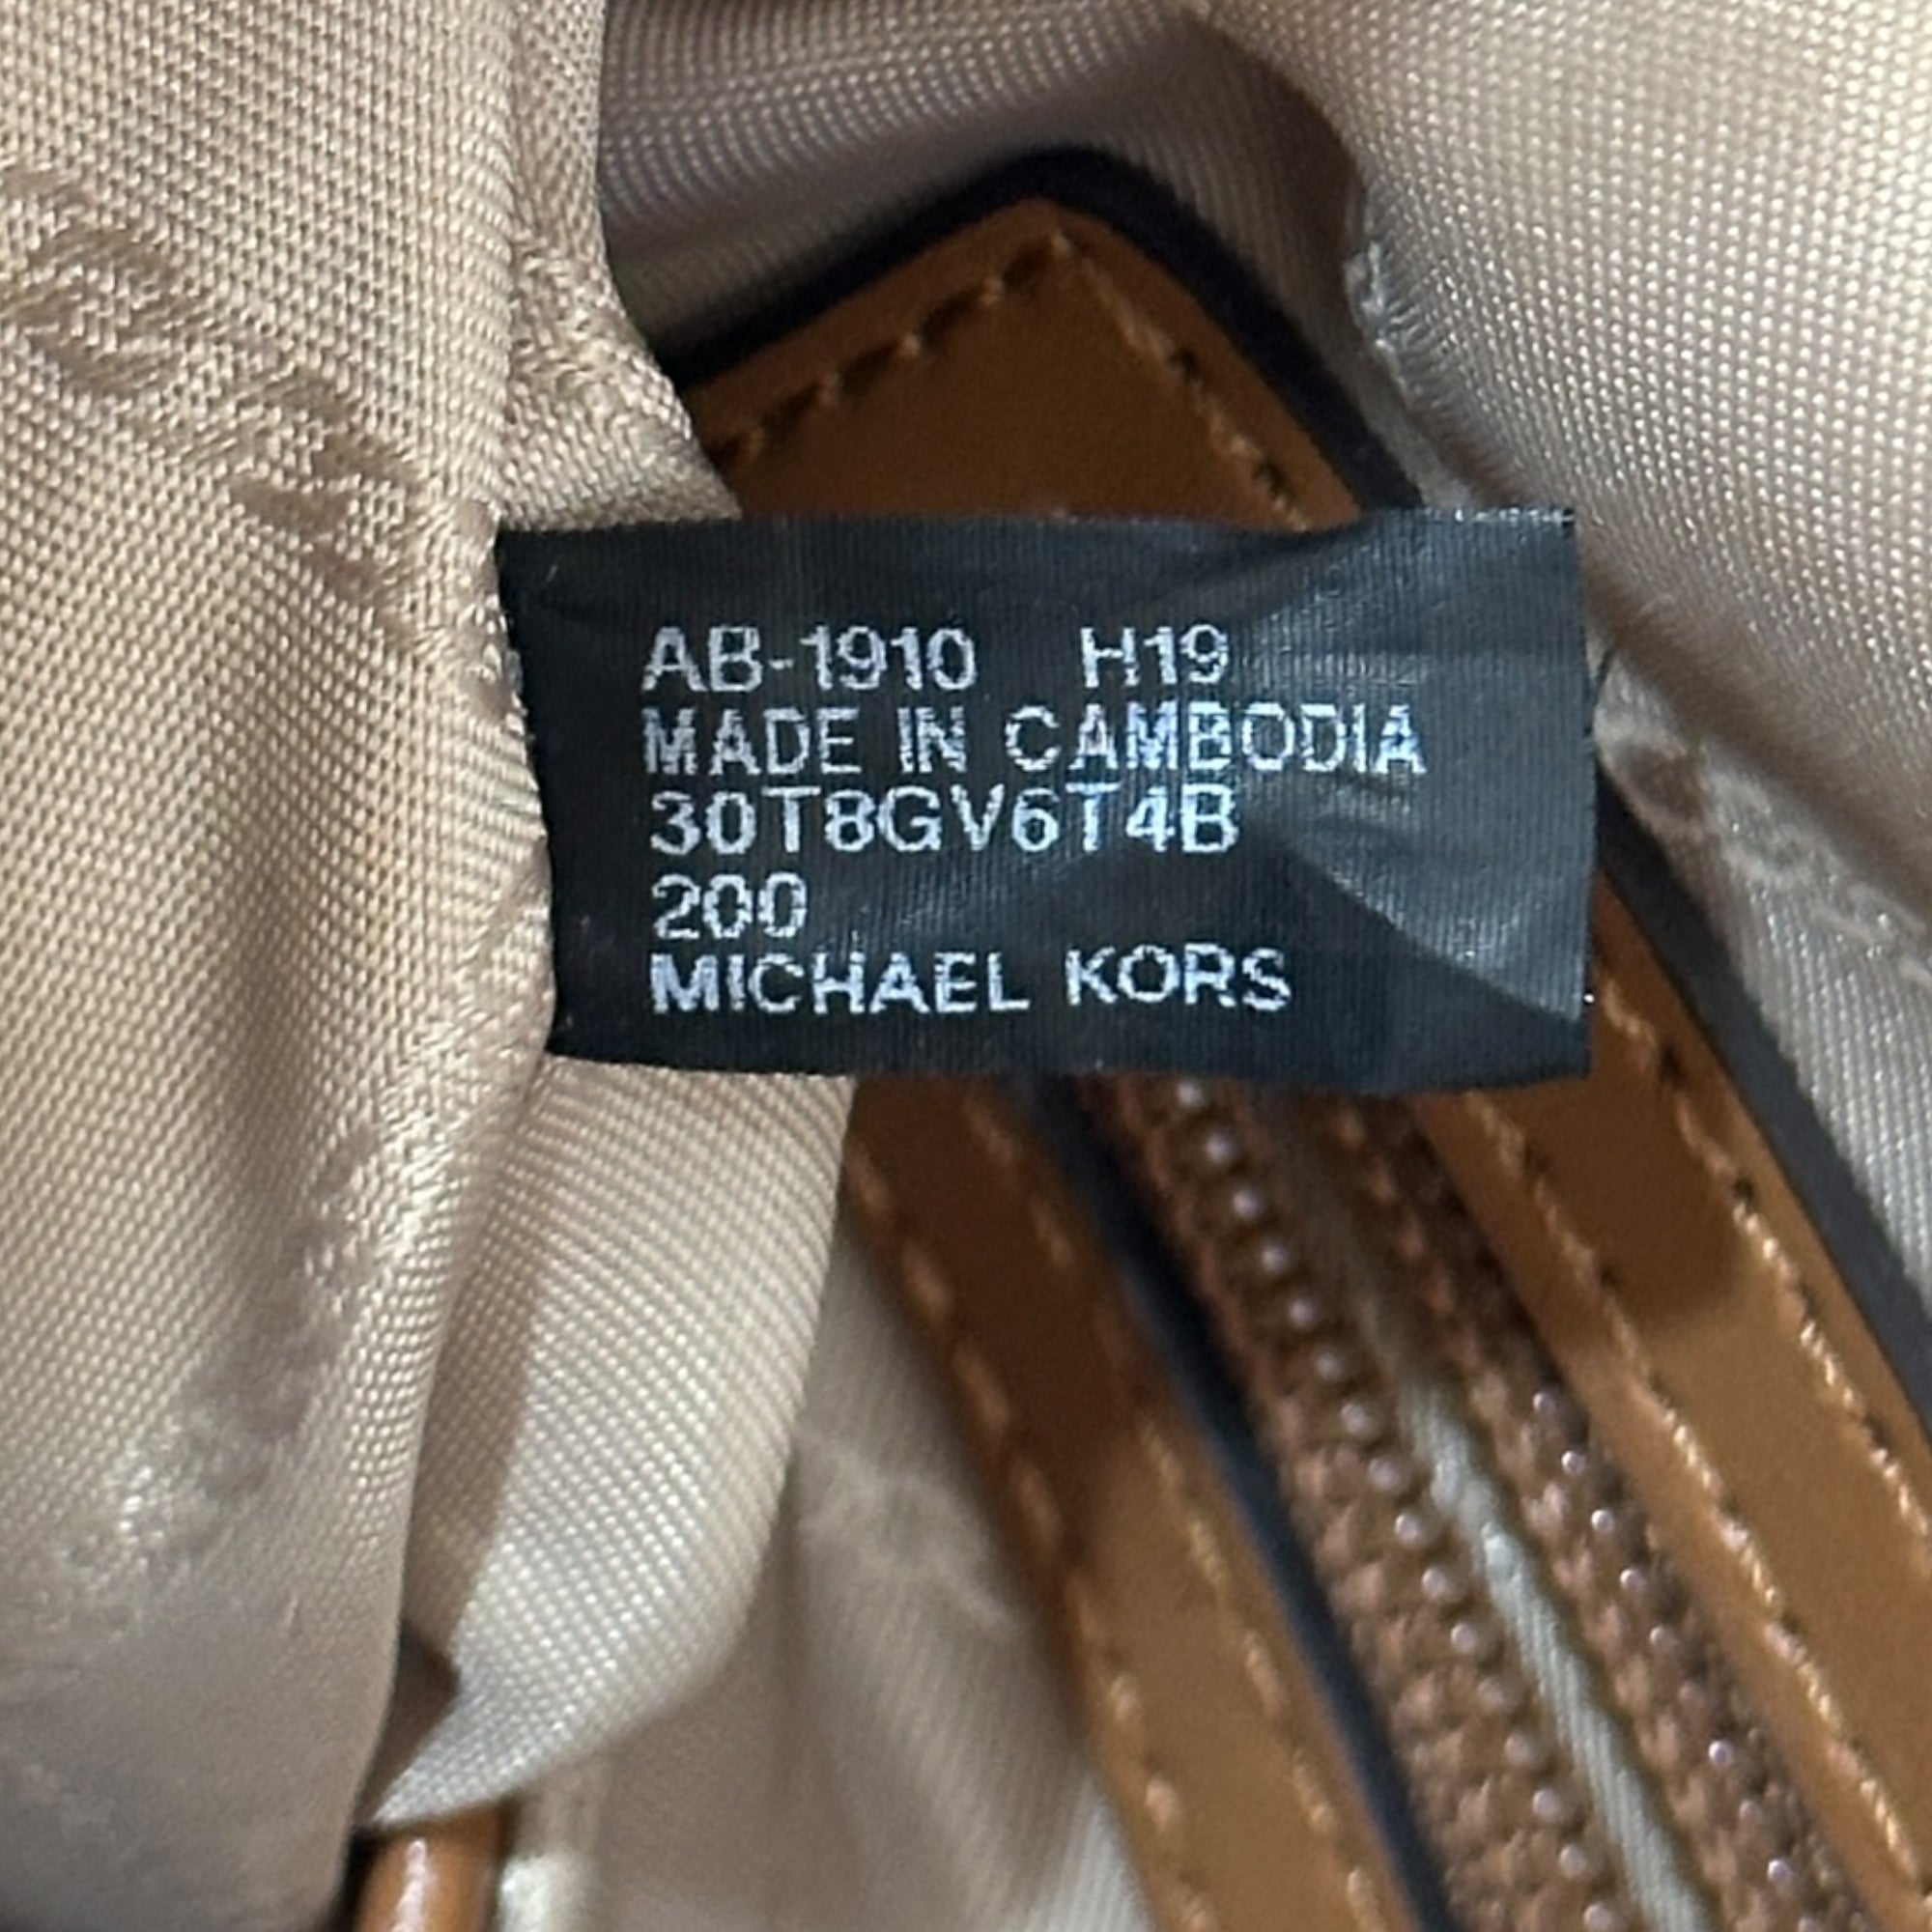 AB-1910 H19
MADE IN CAMBODIA
30T8GV6T4B
200
MICHAEL KORS